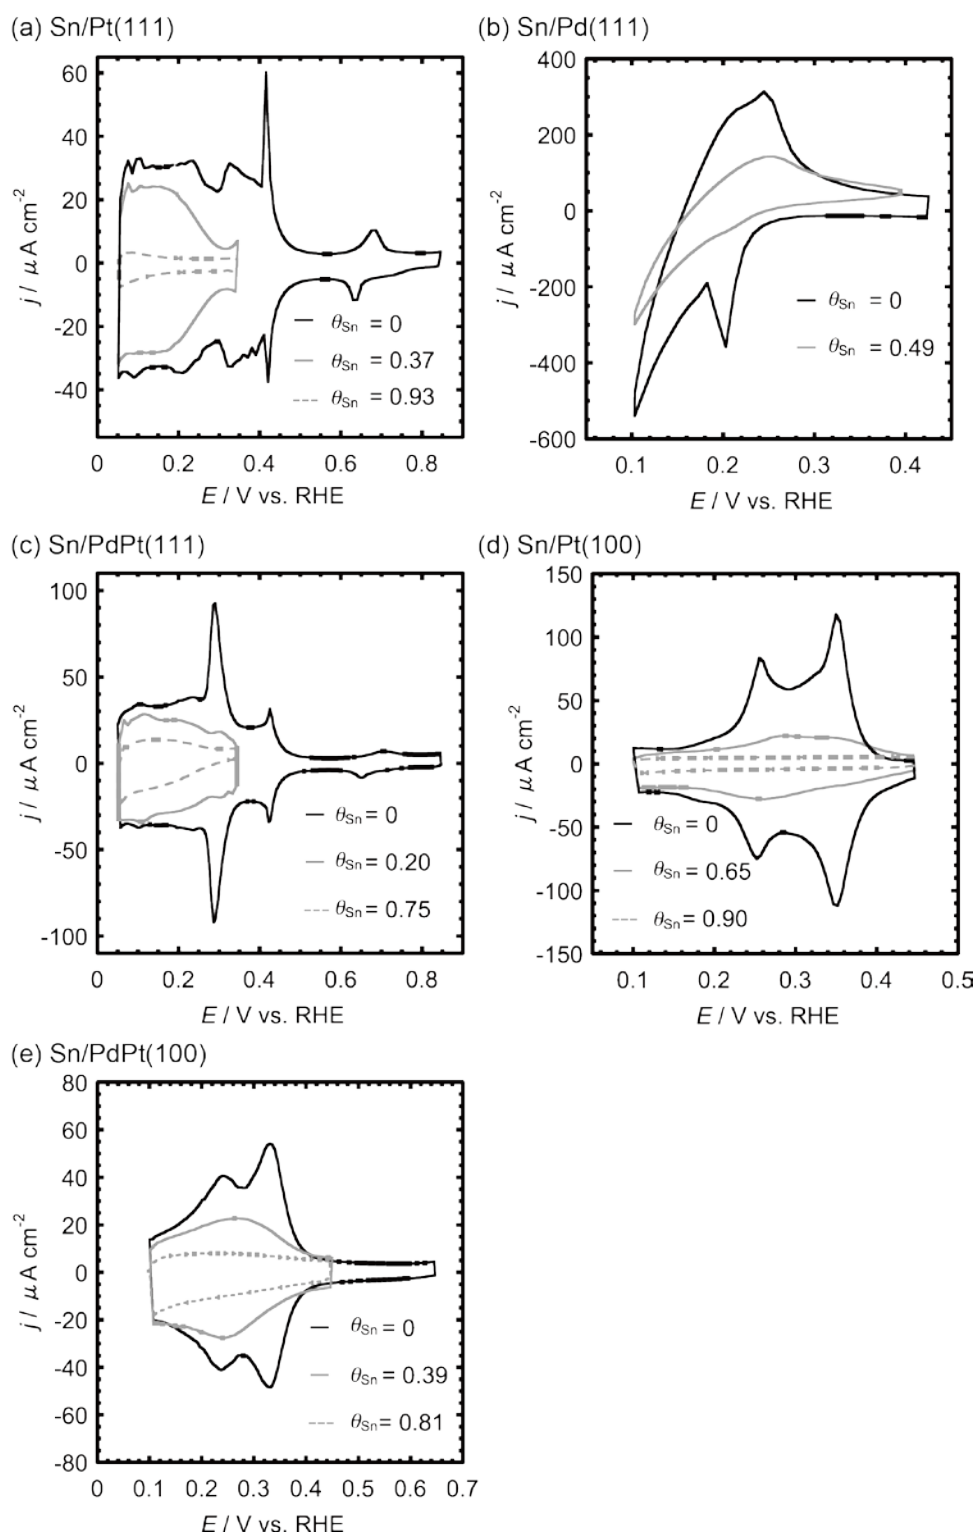 (a) Sn/Pt(111)
60
40
20
0
-20
-40
j / μA cm⁻²
θSn = 0
θSn = 0.37
θSn = 0.93
0 0.2 0.4 0.6 0.8
E / V vs. RHE
(b) Sn/Pd(111)
400
200
0
-200
-400
-600
j / μA cm⁻²
θSn = 0
θSn = 0.49
0.1 0.2 0.3 0.4
E / V vs. RHE
(c) Sn/PdPt(111)
100
50
0
-50
-100
j / μA cm⁻²
θSn = 0
θSn = 0.20
θSn = 0.75
0 0.2 0.4 0.6 0.8
E / V vs. RHE
(d) Sn/Pt(100)
150
100
50
0
-50
-100
-150
j / μA cm⁻²
θSn = 0
θSn = 0.65
θSn = 0.90
0.1 0.2 0.3 0.4 0.5
E / V vs. RHE
(e) Sn/PdPt(100)
80
60
40
20
0
-20
-40
-60
-80
j / μA cm⁻²
θSn = 0
θSn = 0.39
θSn = 0.81
0 0.1 0.2 0.3 0.4 0.5 0.6 0.7
E / V vs. RHE